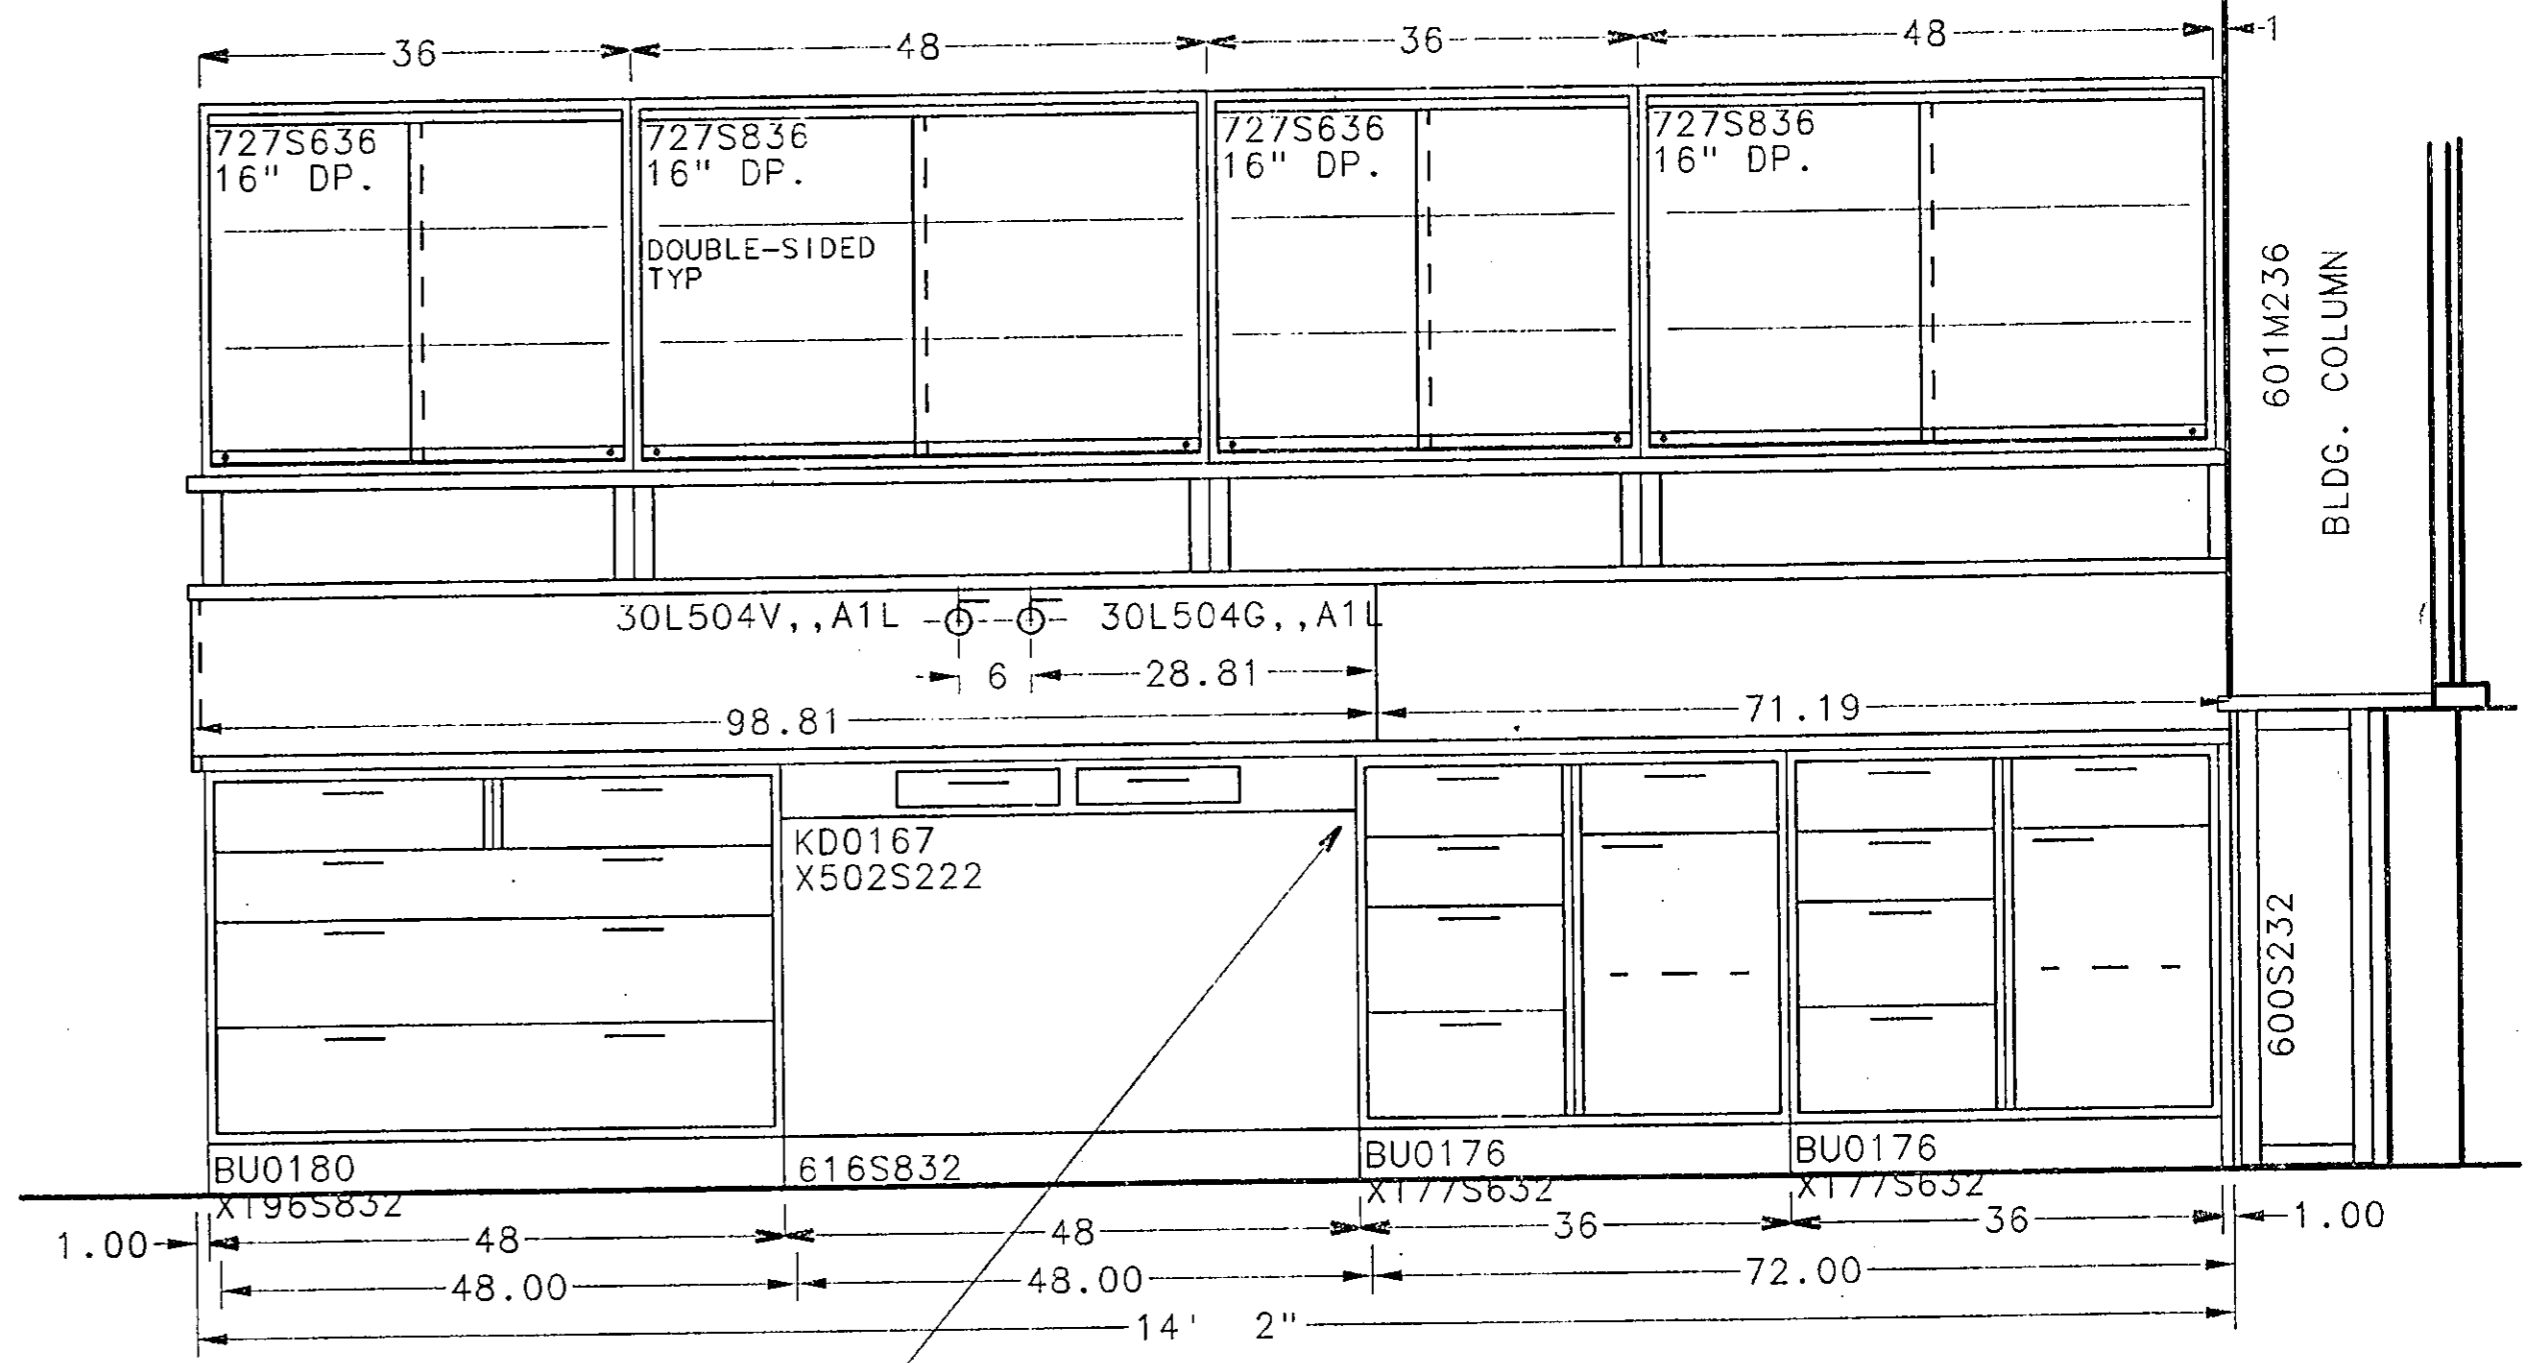 36 48 36 48 1
727S636
16" DP.
727S836
16" DP.
DOUBLE-SIDED
TYP
727S636
16" DP.
727S836
16" DP.
601M236
BLDG. COLUMN
30L504V,,A1L
30L504G,,A1L
6 28.81
98.81 71.19
KD0167
X502S222
600S232
BU0180
X196S832
616S832
BU0176
X177S632
BU0176
X177S632
1.00 48 48 36 36 1.00
48.00 48.00 72.00
14' 2"